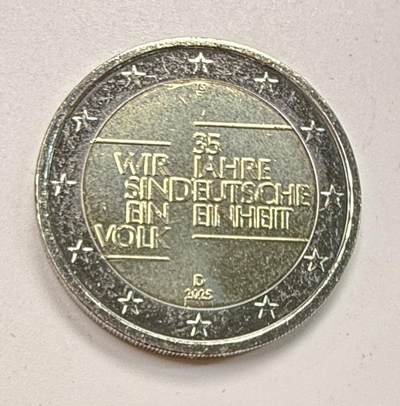 35
WIR JAHRE
SIND DEUTSCHE
EIN EINHEIT
VOLK
D
2025